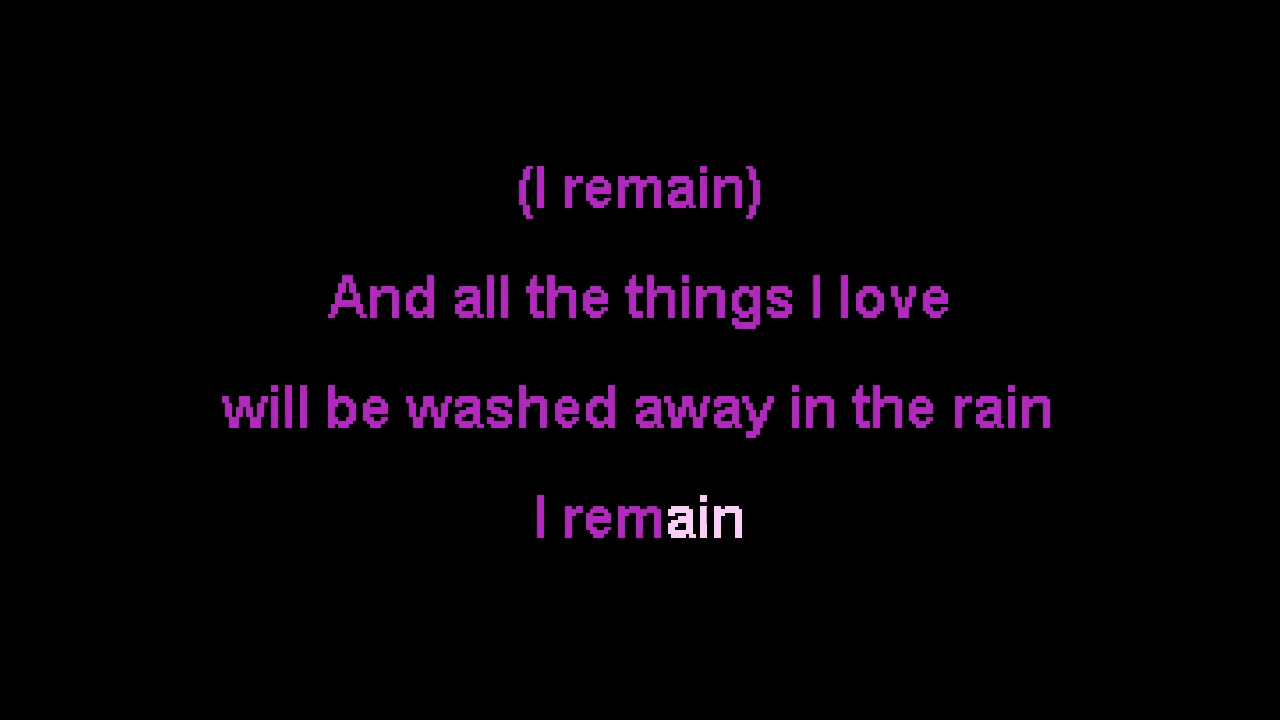 (I remain)
And all the things I love
will be washed away in the rain
I remain